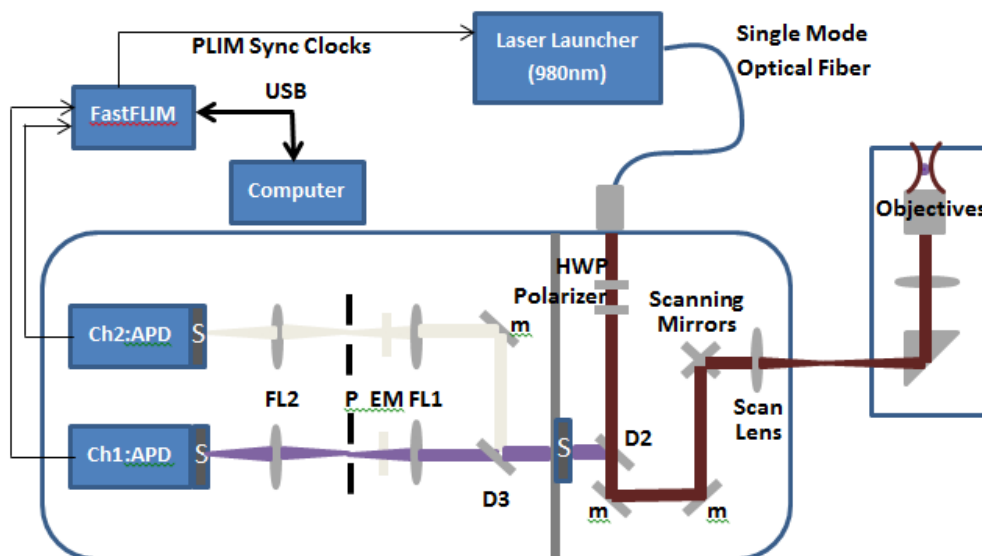 PLIM Sync Clocks
Laser Launcher
(980nm)
Single Mode
Optical Fiber
FastFLIM
USB
Computer
Objectives
HWP
Polarizer
Scanning
Mirrors
m
Ch2:APD
S
FL2
P EM FL1
Scan
Lens
Ch1:APD
S
S
D2
D3
m
m